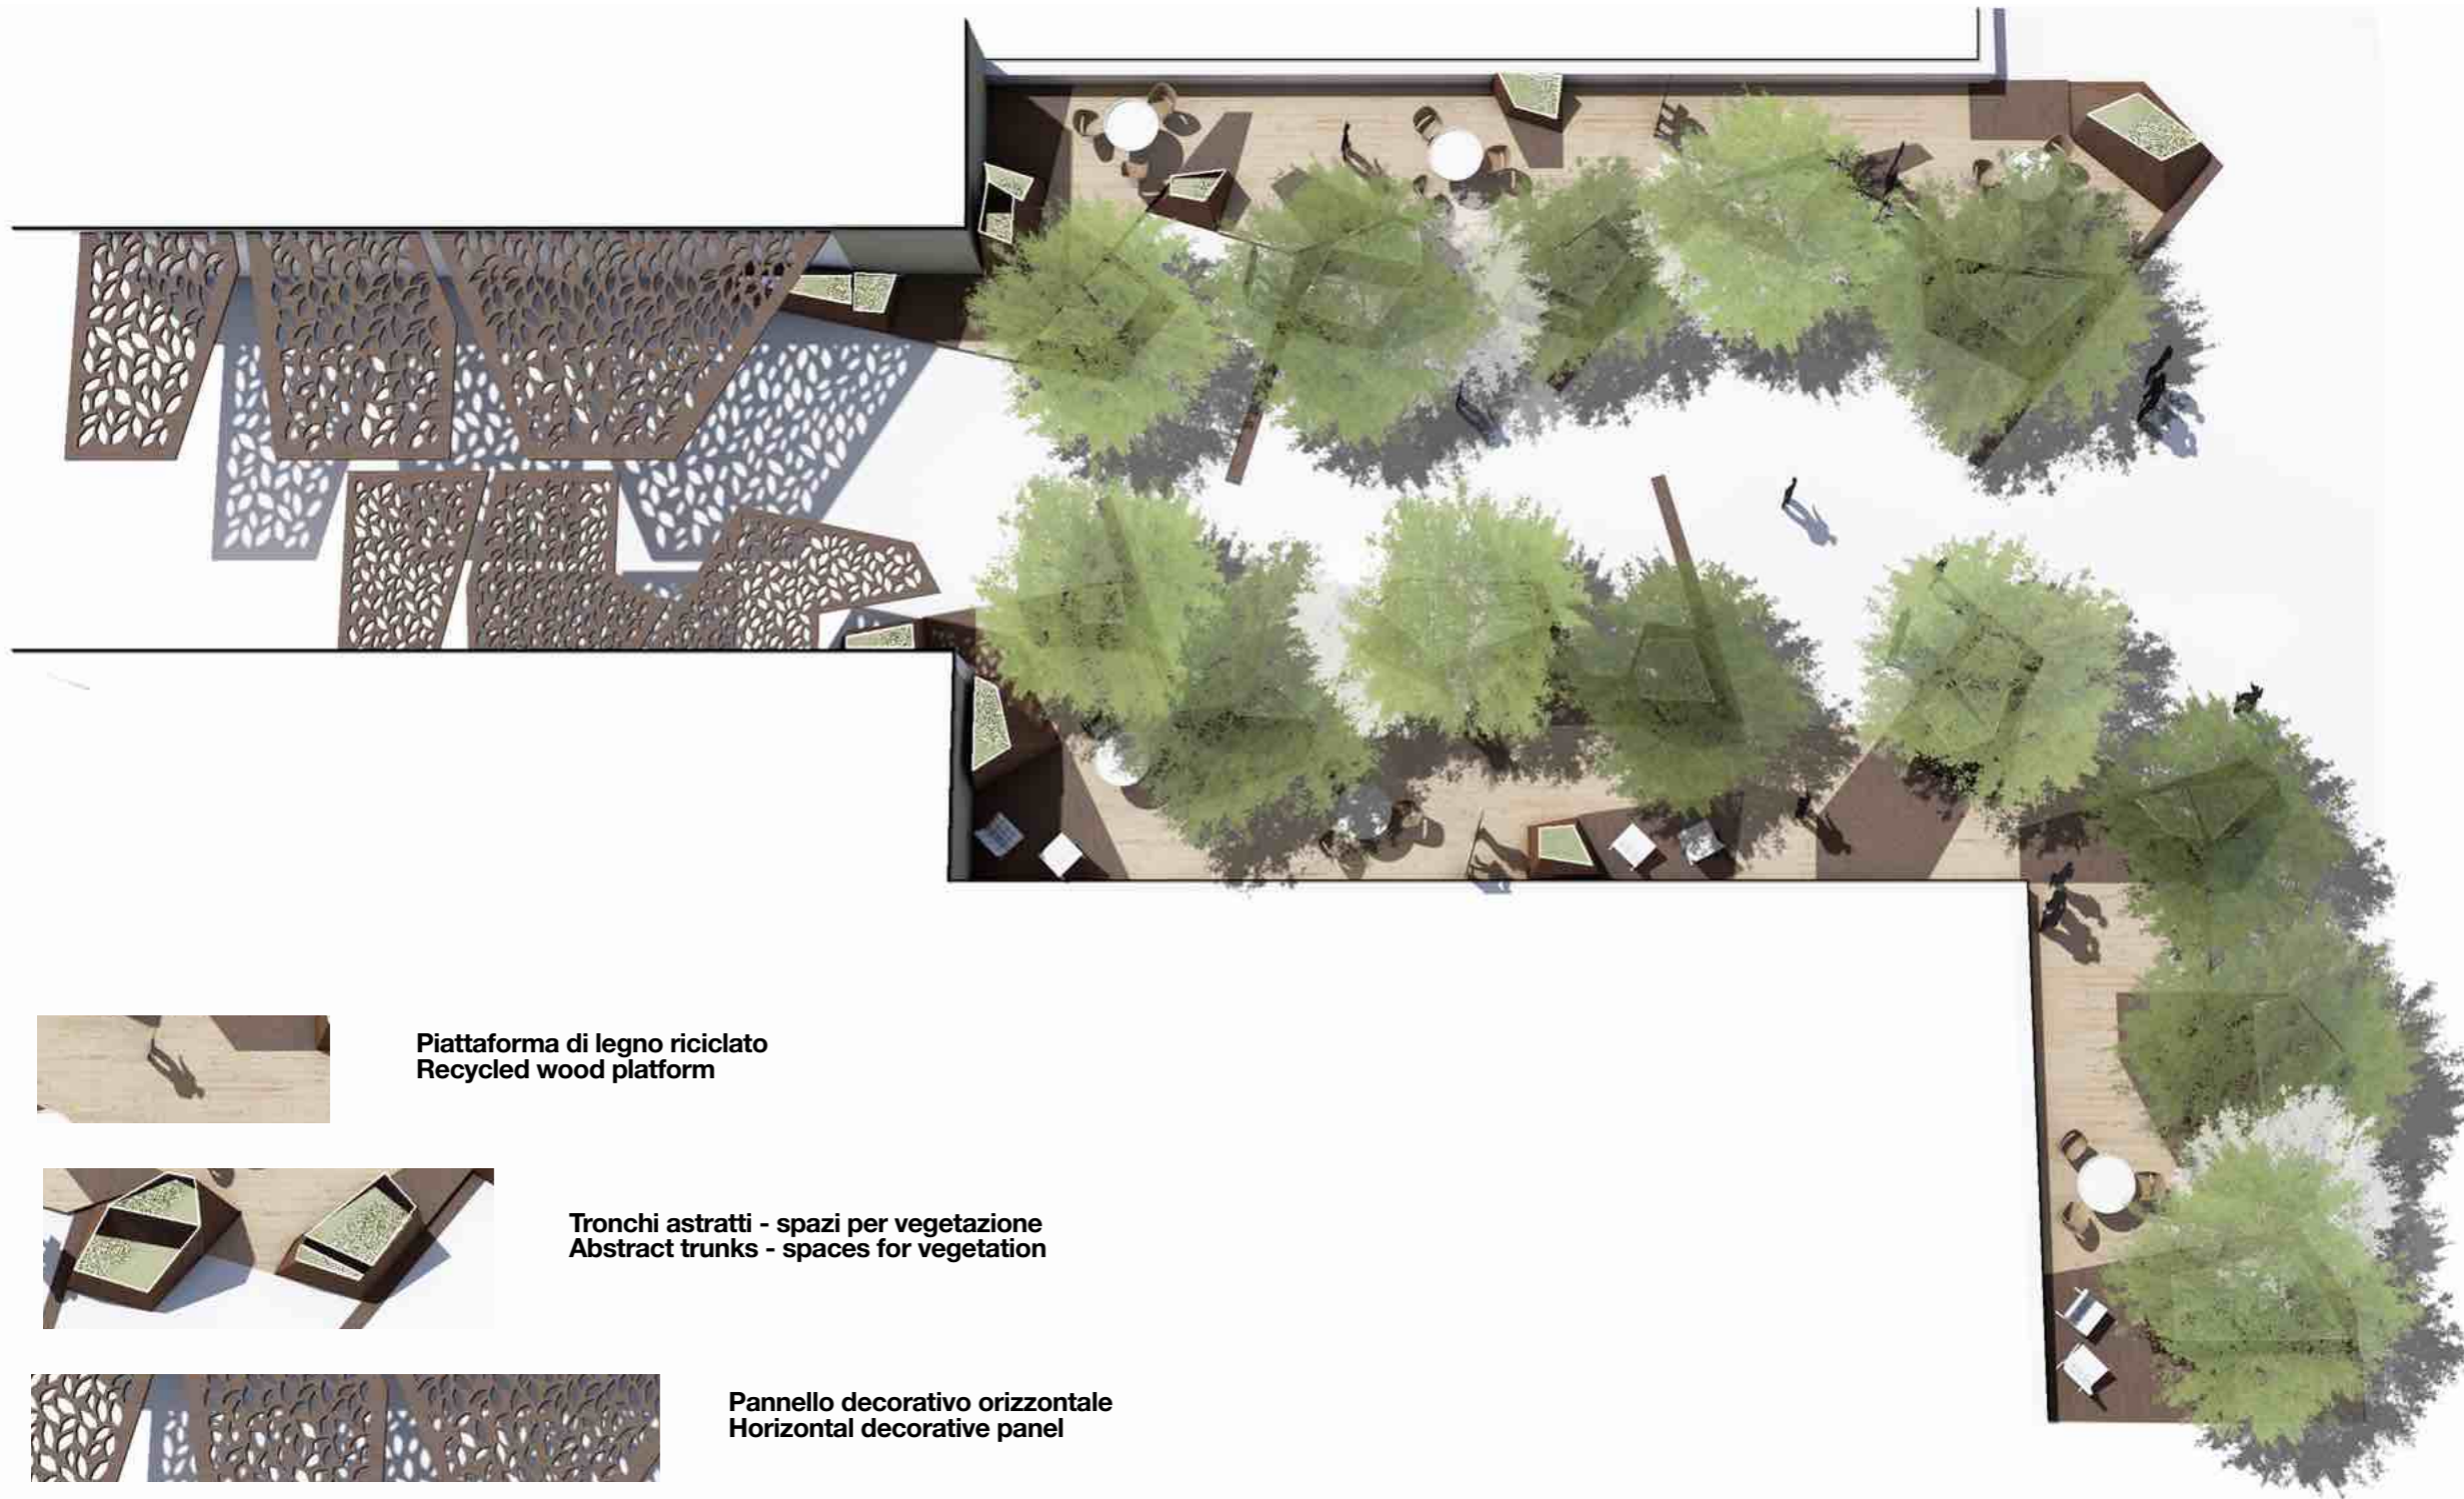 Piattaforma di legno riciclato
Recycled wood platform
Tronchi astratti - spazi per vegetazione
Abstract trunks - spaces for vegetation
Pannello decorativo orizzontale
Horizontal decorative panel